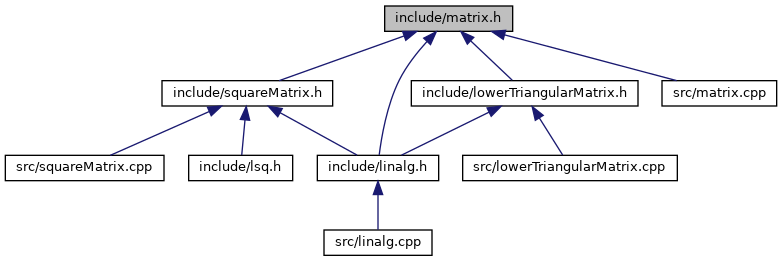 include/matrix.h
include/squareMatrix.h
include/lowerTriangularMatrix.h
src/matrix.cpp
src/squareMatrix.cpp
include/lsq.h
include/linalg.h
src/lowerTriangularMatrix.cpp
src/linalg.cpp